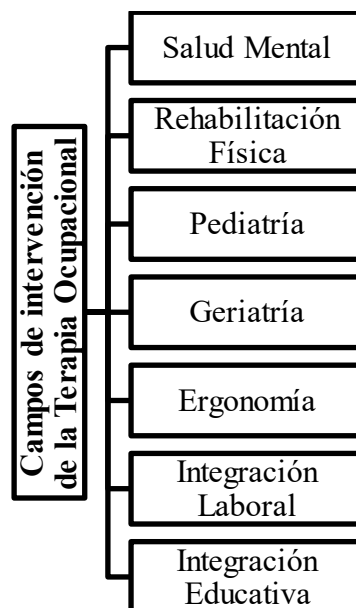 Campos de intervención
de la Terapia Ocupacional
Salud Mental
Rehabilitación
Física
Pediatría
Geriatría
Ergonomía
Integración
Laboral
Integración
Educativa